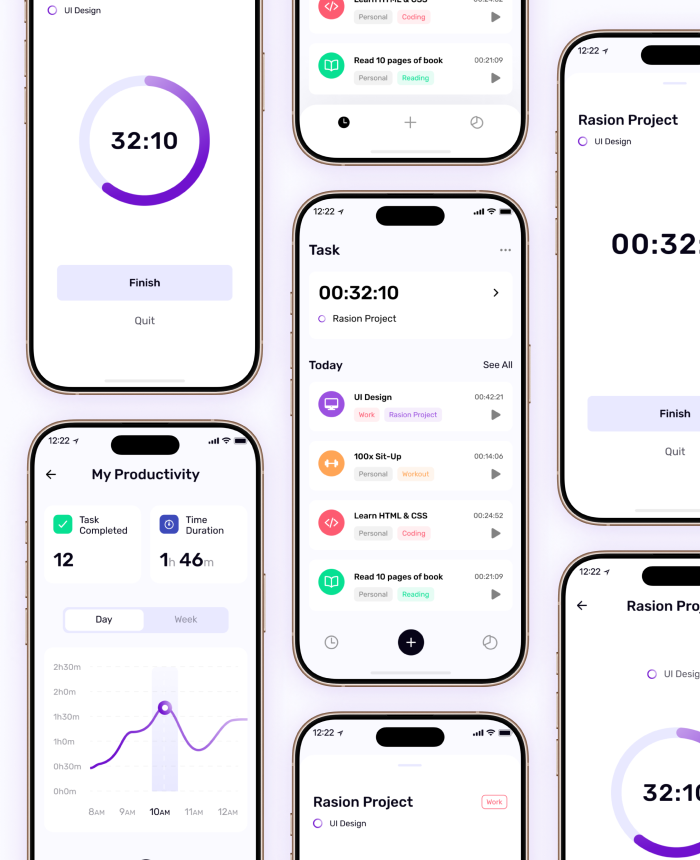 UI Design
32:10
Finish
Quit
12:22
My Productivity
Task
Completed
12
Time
Duration
1h 46m
Day
Week
2h30m
2h0m
1h30m
1h0m
0h30m
0h0m
8AM
9AM
10AM
11AM
12AM
Personal
Coding
Read 10 pages of book
00:21:09
Personal
Reading
12:22
Task
00:32:10
Rasion Project
Today
See All
UI Design
00:42:21
Work
Rasion Project
100x Sit-Up
00:14:06
Personal
Workout
Learn HTML & CSS
00:24:52
Personal
Coding
Read 10 pages of book
00:21:09
Personal
Reading
12:22
Rasion Project
Work
UI Design
12:22
Rasion Project
UI Design
00:32:
Finish
Quit
12:22
Rasion Proj
UI Desig
32:10